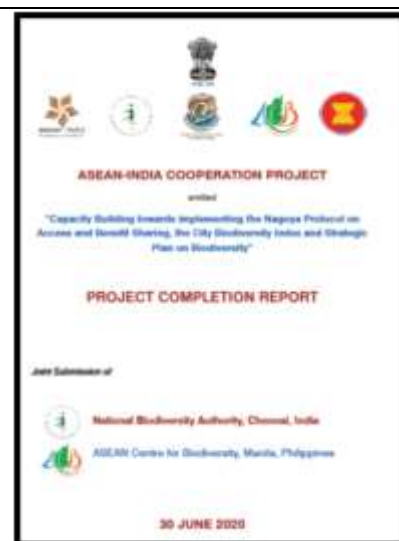 ASEAN-INDIA COOPERATION PROJECT
entitled
"Capacity Building towards implementing the Nagoya Protocol on
Access and Benefit Sharing, the City Biodiversity Index and Strategic
Plan on Biodiversity"
PROJECT COMPLETION REPORT
Joint Submission of
National Biodiversity Authority, Chennai, India
ASEAN Centre for Biodiversity, Manila, Philippines
30 JUNE 2020